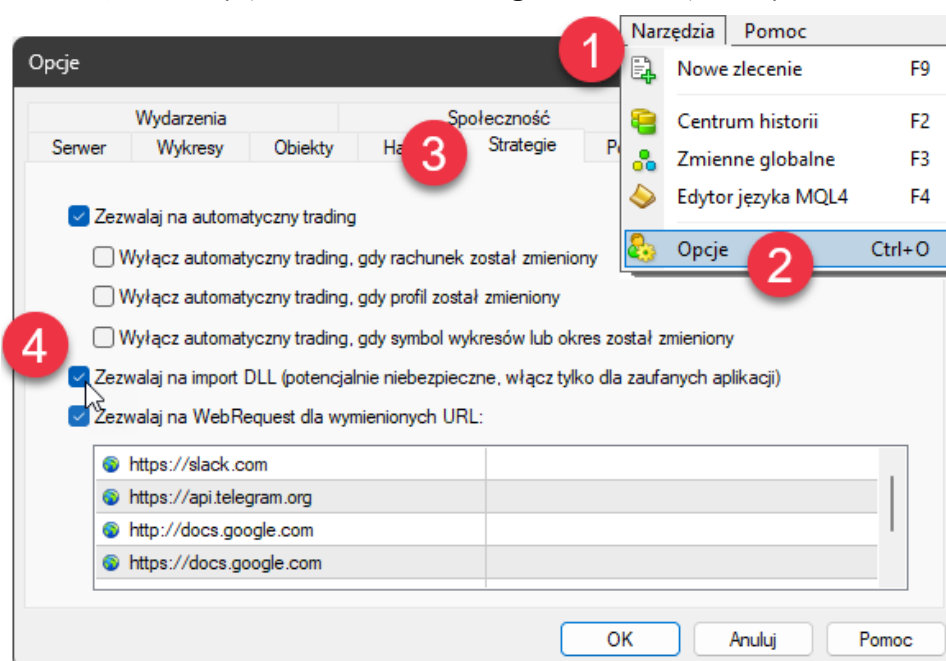 1
Narzędzia Pomoc
Opcje
Nowe zlecenie F9
Wydarzenia Społeczność
Centrum historii F2
Serwer Wykresy Obiekty
3
Strategie
Zmienne globalne F3
Edytor języka MQL4 F4
Zezwalaj na automatyczny trading
Opcje Ctrl+O
2
Wyłącz automatyczny trading, gdy rachunek został zmieniony
Wyłącz automatyczny trading, gdy profil został zmieniony
4
Wyłącz automatyczny trading, gdy symbol wykresów lub okres został zmieniony
Zezwalaj na import DLL (potencjalnie niebezpieczne, włącz tylko dla zaufanych aplikacji)
Zezwalaj na WebRequest dla wymienionych URL:
https://slack.com
https://api.telegram.org
http://docs.google.com
https://docs.google.com
OK Anuluj Pomoc